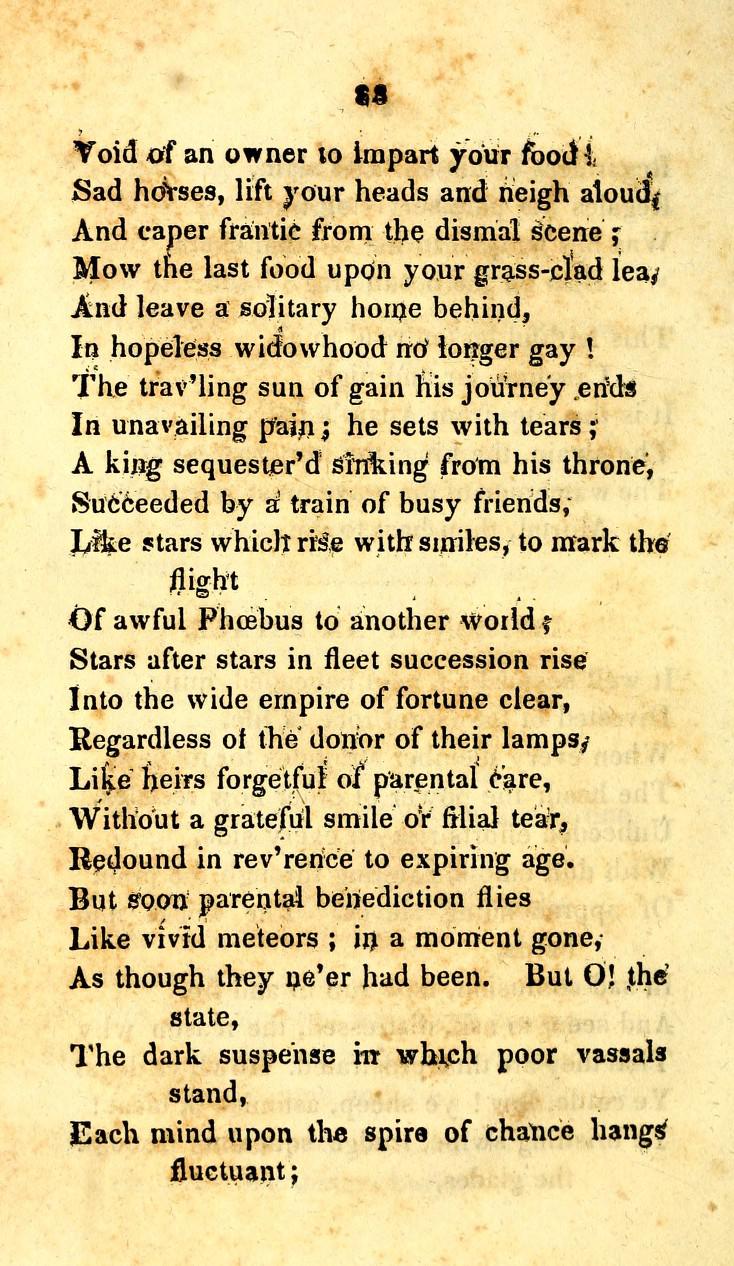 88
Void of an owner to impart your food!
Sad horses, lift your heads and neigh aloud,
And caper frantic from the dismal scene ;
Mow the last food upon your grass-clad lea,
And leave a solitary home behind,
In hopeless widowhood no longer gay !
The trav'ling sun of gain his journey ends
In unavailing pain ; he sets with tears ;
A king sequester'd sinking from his throne,
Succeeded by a train of busy friends,
Like stars which rise with smiles, to mark the
flight
Of awful Phœbus to another world ;
Stars after stars in fleet succession rise
Into the wide empire of fortune clear,
Regardless of the donor of their lamps,
Like heirs forgetful of parental care,
Without a grateful smile or filial tear,
Redound in rev'rence to expiring age.
But soon parental benediction flies
Like vivid meteors ; in a moment gone,
As though they ne'er had been. But O! the
state,
The dark suspense in which poor vassals
stand,
Each mind upon the spire of chance hangs
fluctuant ;